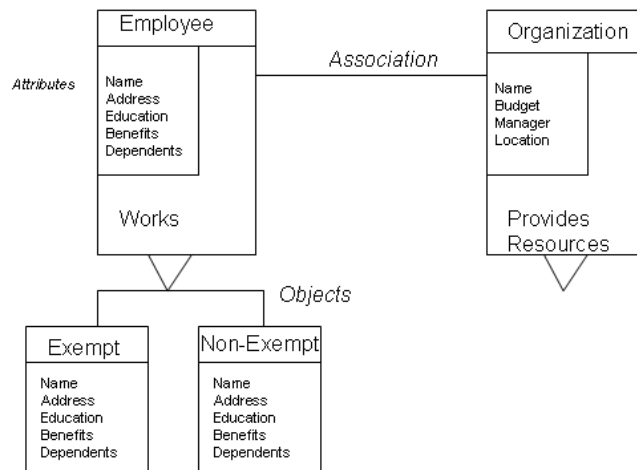 Employee
Attributes
Name
Address
Education
Benefits
Dependents
Works
Association
Organization
Name
Budget
Manager
Location
Provides
Resources
Objects
Exempt
Name
Address
Education
Benefits
Dependents
Non-Exempt
Name
Address
Education
Benefits
Dependents